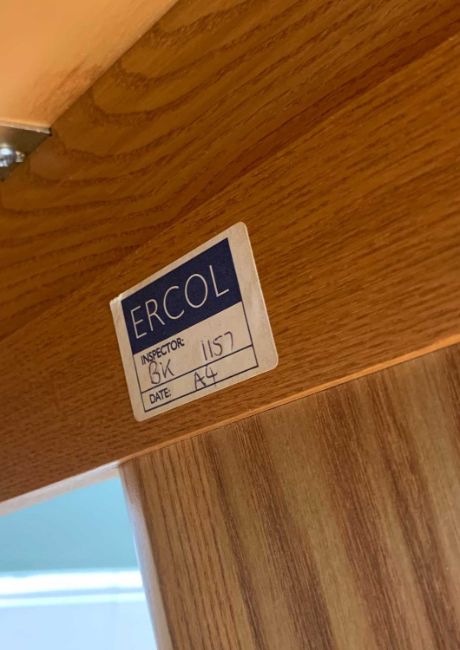 ERCOL
INSPECTOR:
BK 1157
DATE: A4